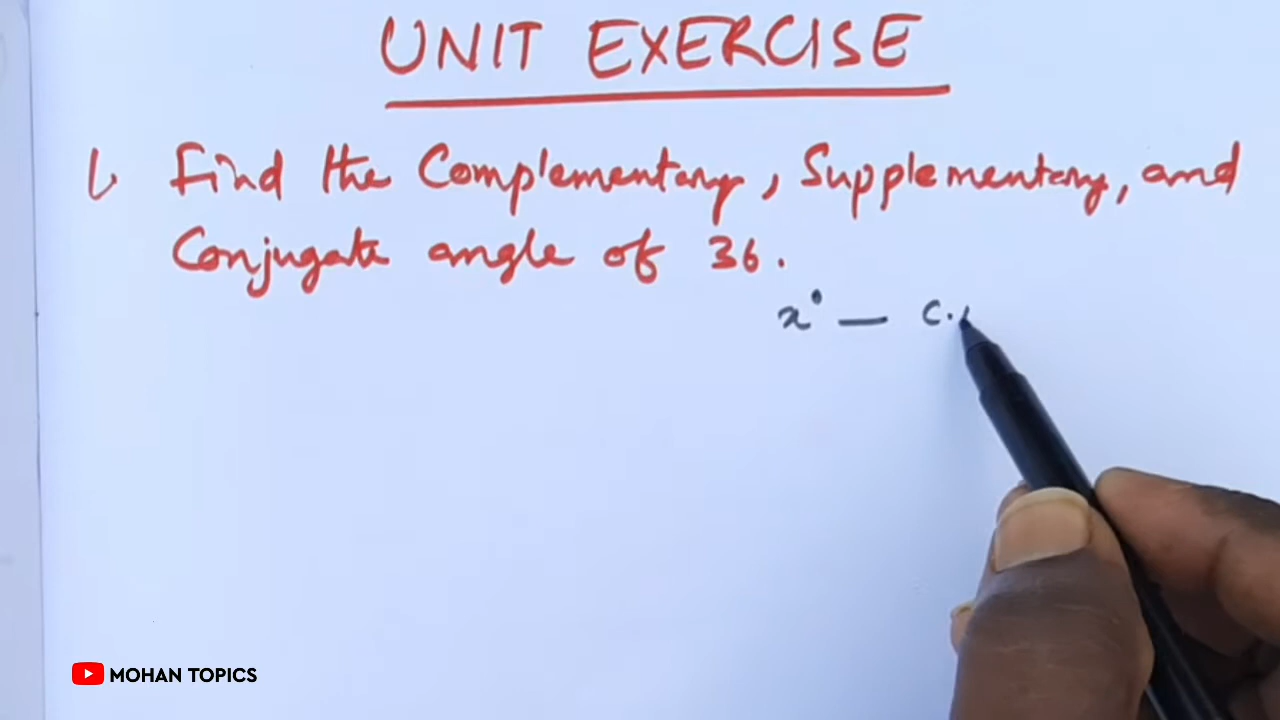 UNIT EXERCISE
1. Find the Complementary, Supplementary, and
Conjugate angle of 36.
x° — C.
MOHAN TOPICS